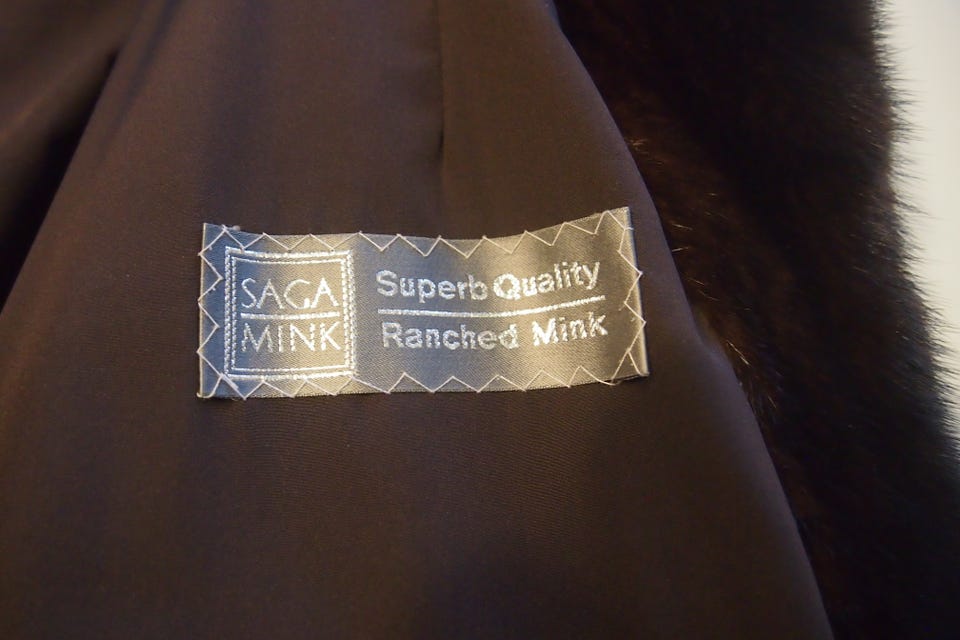 SAGA
MINK
Superb Quality
Ranched Mink